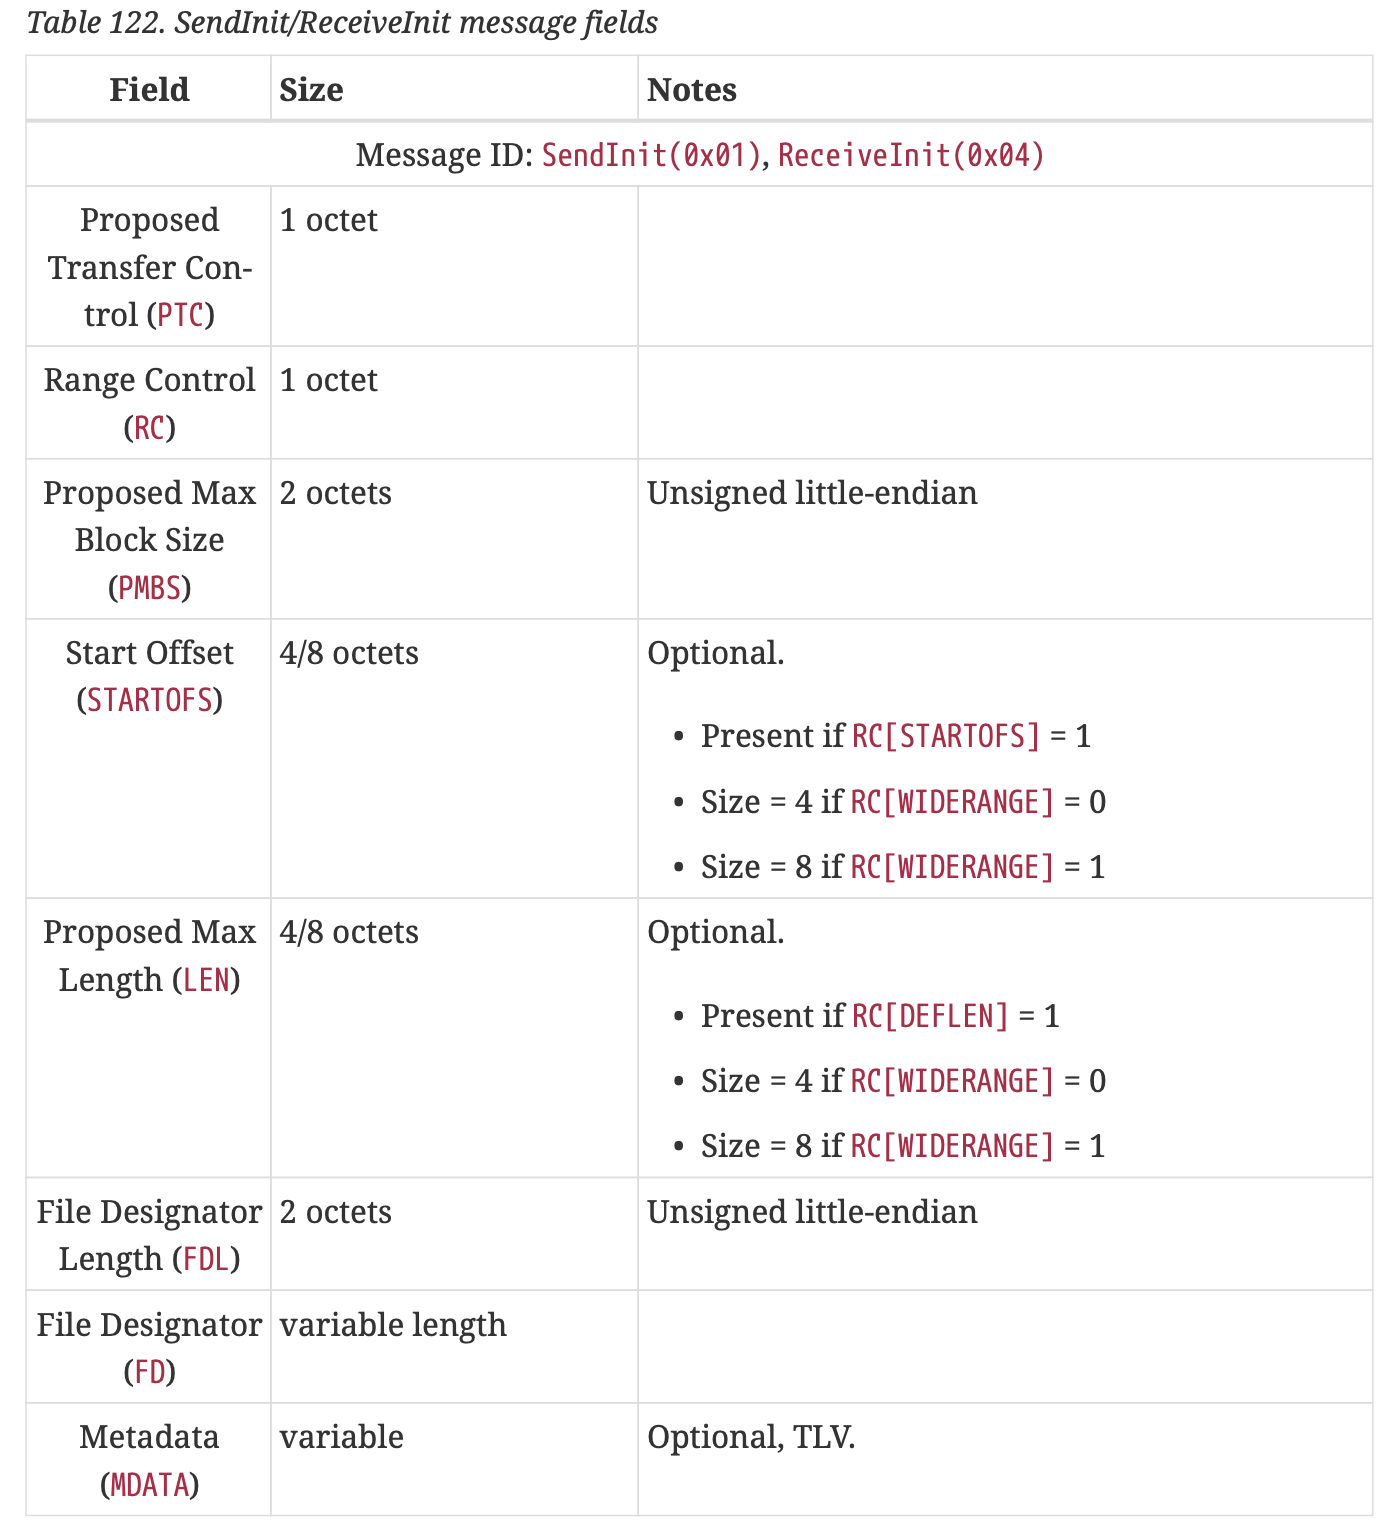 Table 122. SendInit/ReceiveInit message fields
Field Size Notes
Message ID: SendInit(0x01), ReceiveInit(0x04)
Proposed 1 octet
Transfer Con-
trol (PTC)
Range Control 1 octet
(RC)
Proposed Max 2 octets Unsigned little-endian
Block Size
(PMBS)
Start Offset 4/8 octets Optional.
(STARTOFS)
• Present if RC[STARTOFS] = 1
• Size = 4 if RC[WIDERANGE] = 0
• Size = 8 if RC[WIDERANGE] = 1
Proposed Max 4/8 octets Optional.
Length (LEN)
• Present if RC[DEFLEN] = 1
• Size = 4 if RC[WIDERANGE] = 0
• Size = 8 if RC[WIDERANGE] = 1
File Designator 2 octets Unsigned little-endian
Length (FDL)
File Designator variable length
(FD)
Metadata variable Optional, TLV.
(MDATA)